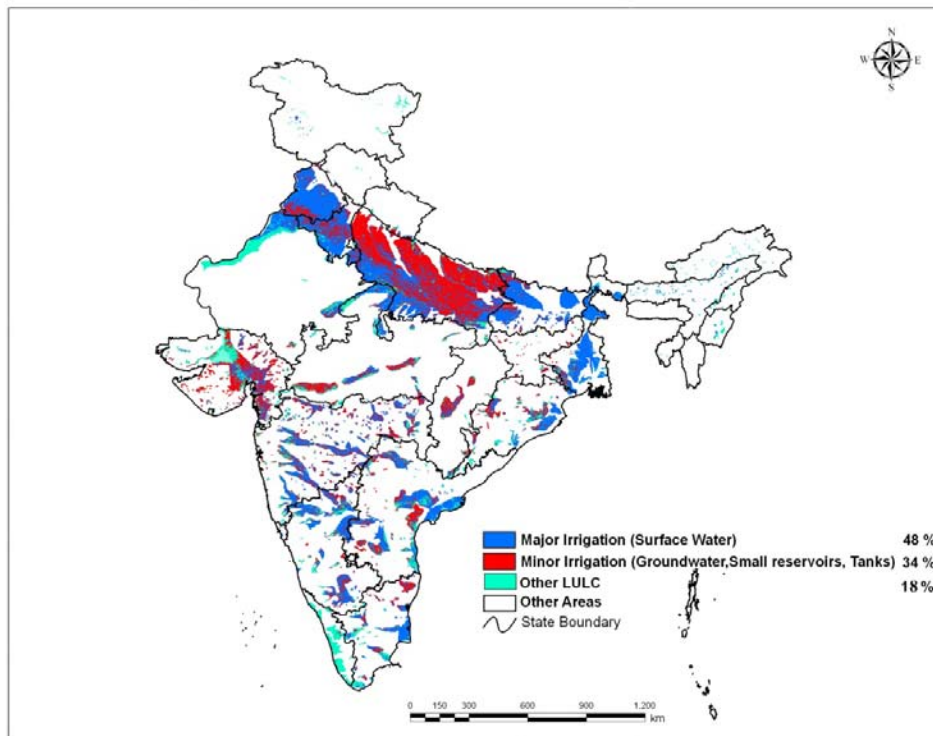 N
W E
S
Major Irrigation (Surface Water) 48 %
Minor Irrigation (Groundwater,Small reservoirs, Tanks) 34 %
Other LULC 18 %
Other Areas
State Boundary
0 75 150 300 600 900 1,200
km